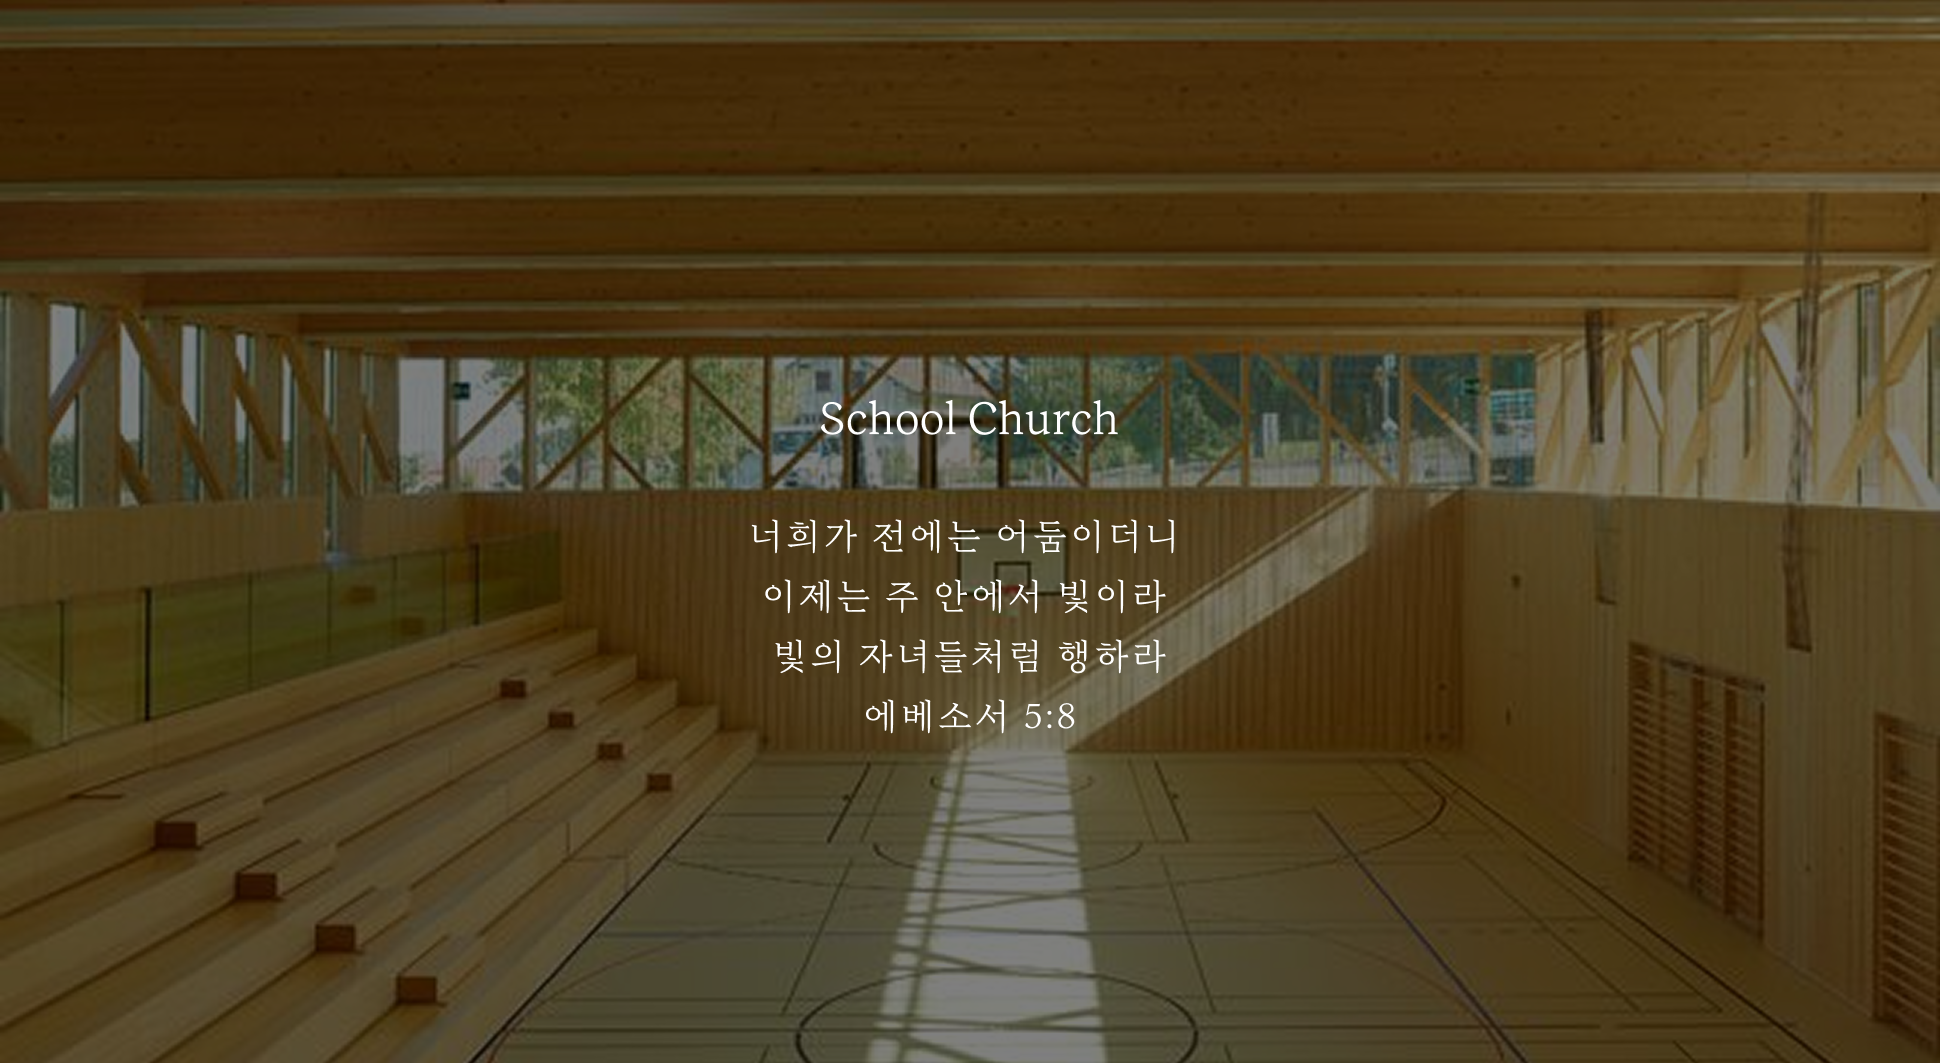 School Church
너희가 전에는 어둠이더니
이제는 주 안에서 빛이라
빛의 자녀들처럼 행하라
에베소서 5:8